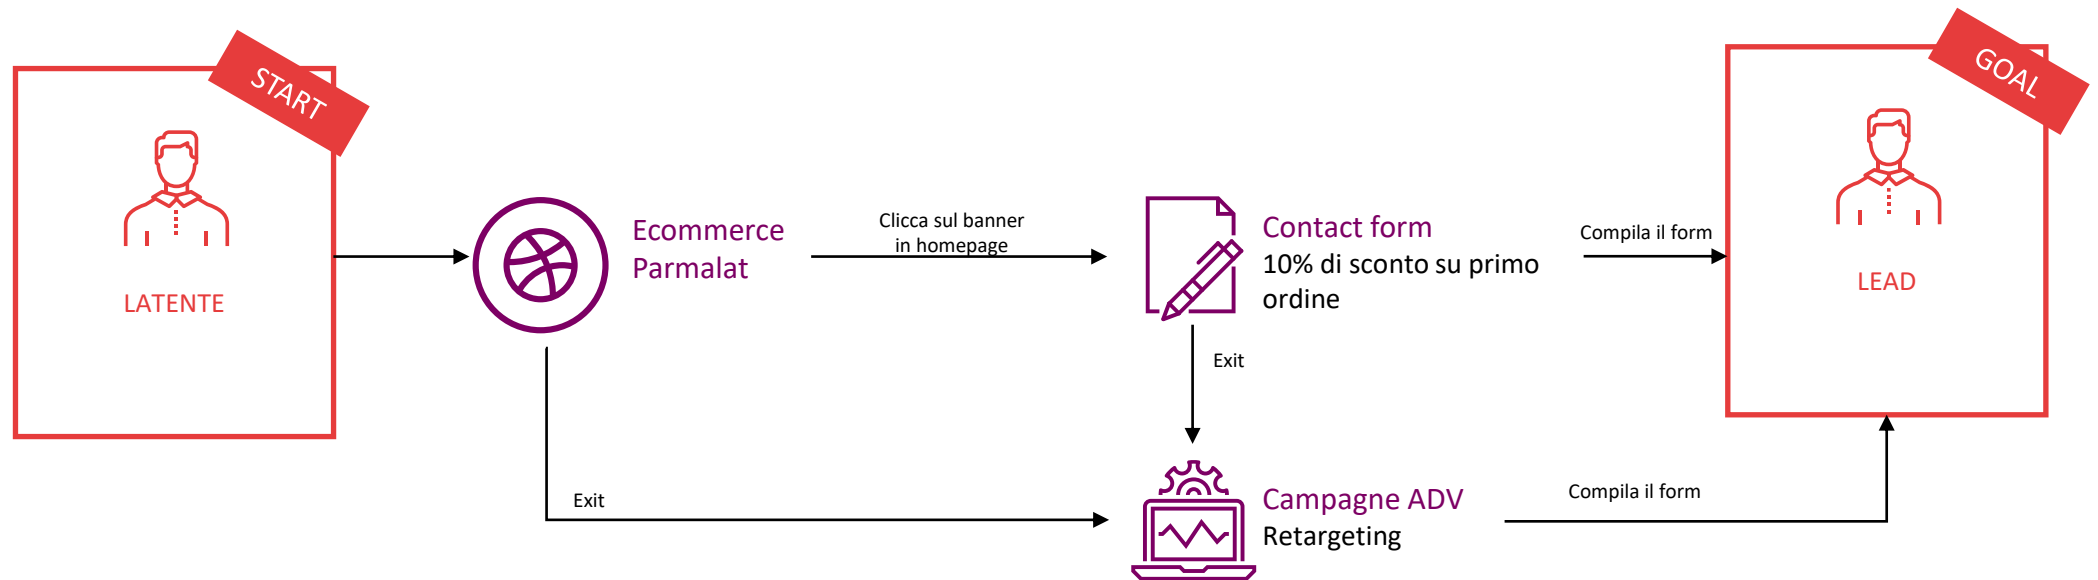 START
LATENTE
Ecommerce
Parmalat
Clicca sul banner
in homepage
Contact form
10% di sconto su primo
ordine
Compila il form
GOAL
LEAD
Exit
Exit
Campagne ADV
Retargeting
Compila il form